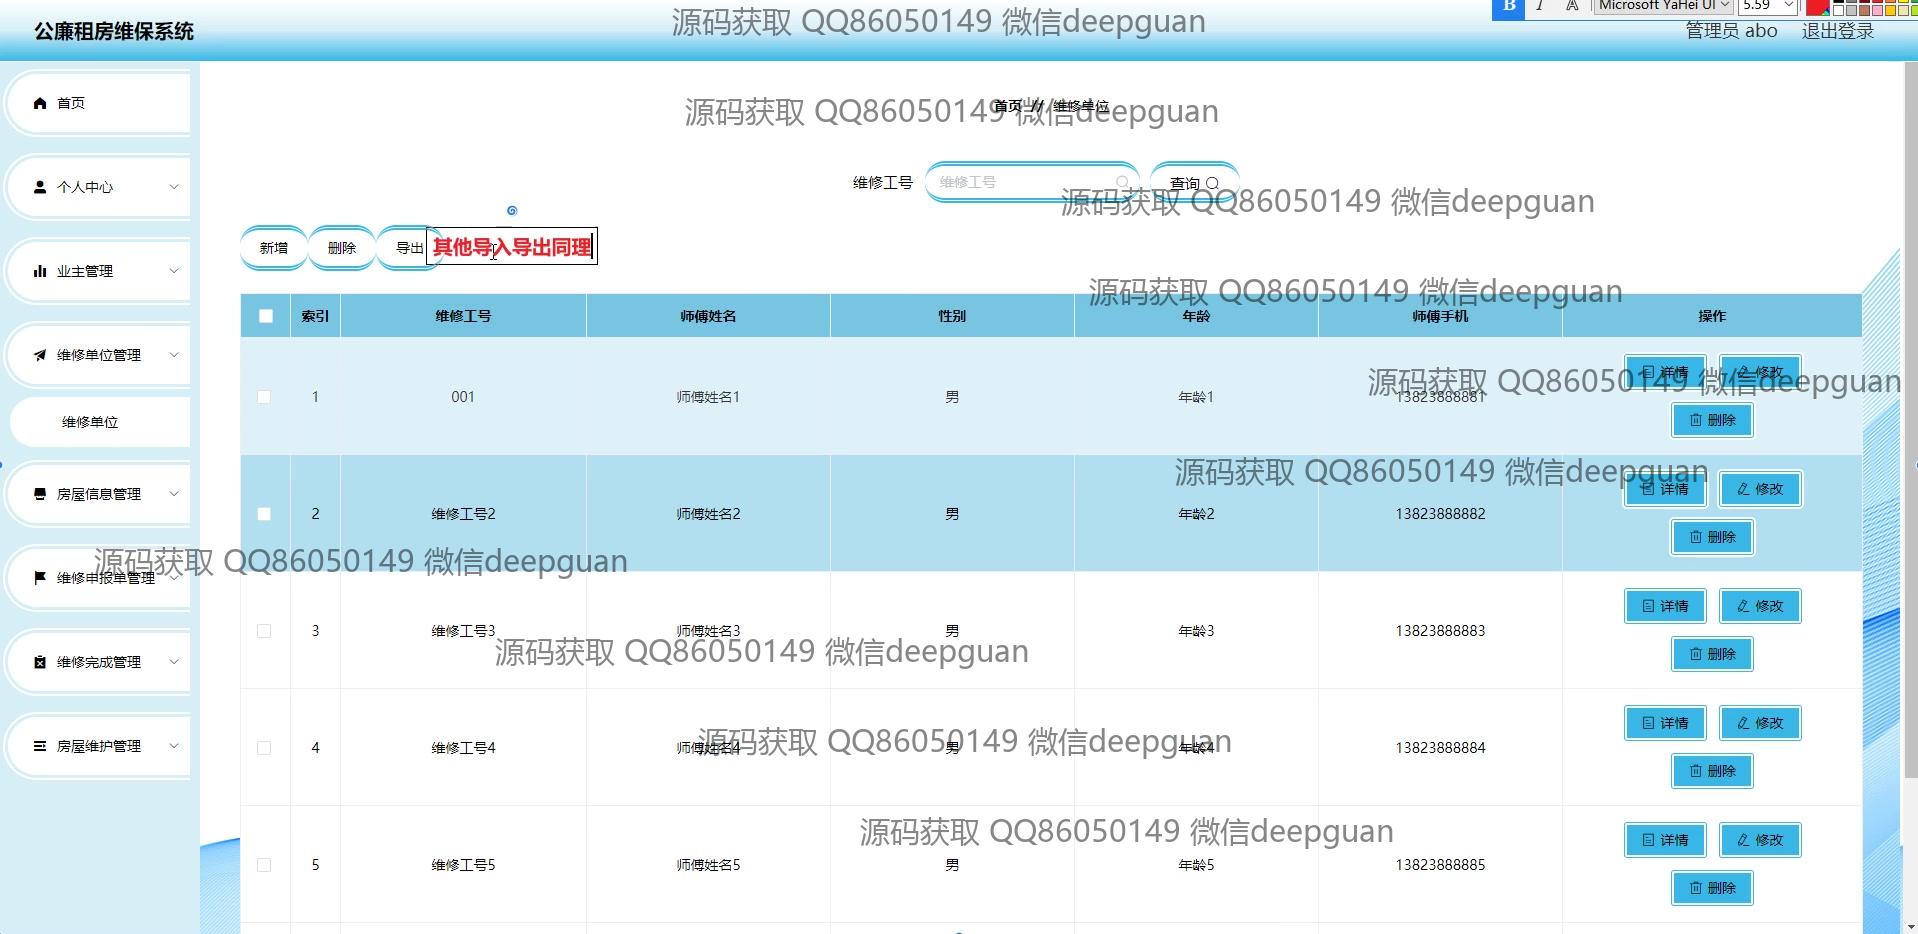 公廉租房维保系统
源码获取 QQ86050149 微信deepguan
B I A Microsoft YaHei UI 5.59
管理员 abo 退出登录
首页
个人中心
业主管理
维修单位管理
维修单位
房屋信息管理
维修申报单管理
维修完成管理
房屋维护管理
首页 // 维修单位
源码获取 QQ86050149 微信deepguan
维修工号 维修工号 查询
源码获取 QQ86050149 微信deepguan
新增 删除 导出 其他导入导出同理
源码获取 QQ86050149 微信deepguan
索引 维修工号 师傅姓名 性别 年龄 师傅手机 操作
1 001 师傅姓名1 男 年龄1 13823888881 详情 修改
删除
源码获取 QQ86050149 微信deepguan
2 维修工号2 师傅姓名2 男 年龄2 13823888882 详情 修改
删除
源码获取 QQ86050149 微信deepguan
源码获取 QQ86050149 微信deepguan
3 维修工号3 师傅姓名3 男 年龄3 13823888883 详情 修改
删除
源码获取 QQ86050149 微信deepguan
4 维修工号4 师傅姓名4 男 年龄4 13823888884 详情 修改
删除
源码获取 QQ86050149 微信deepguan
5 维修工号5 师傅姓名5 男 年龄5 13823888885 详情 修改
删除
源码获取 QQ86050149 微信deepguan